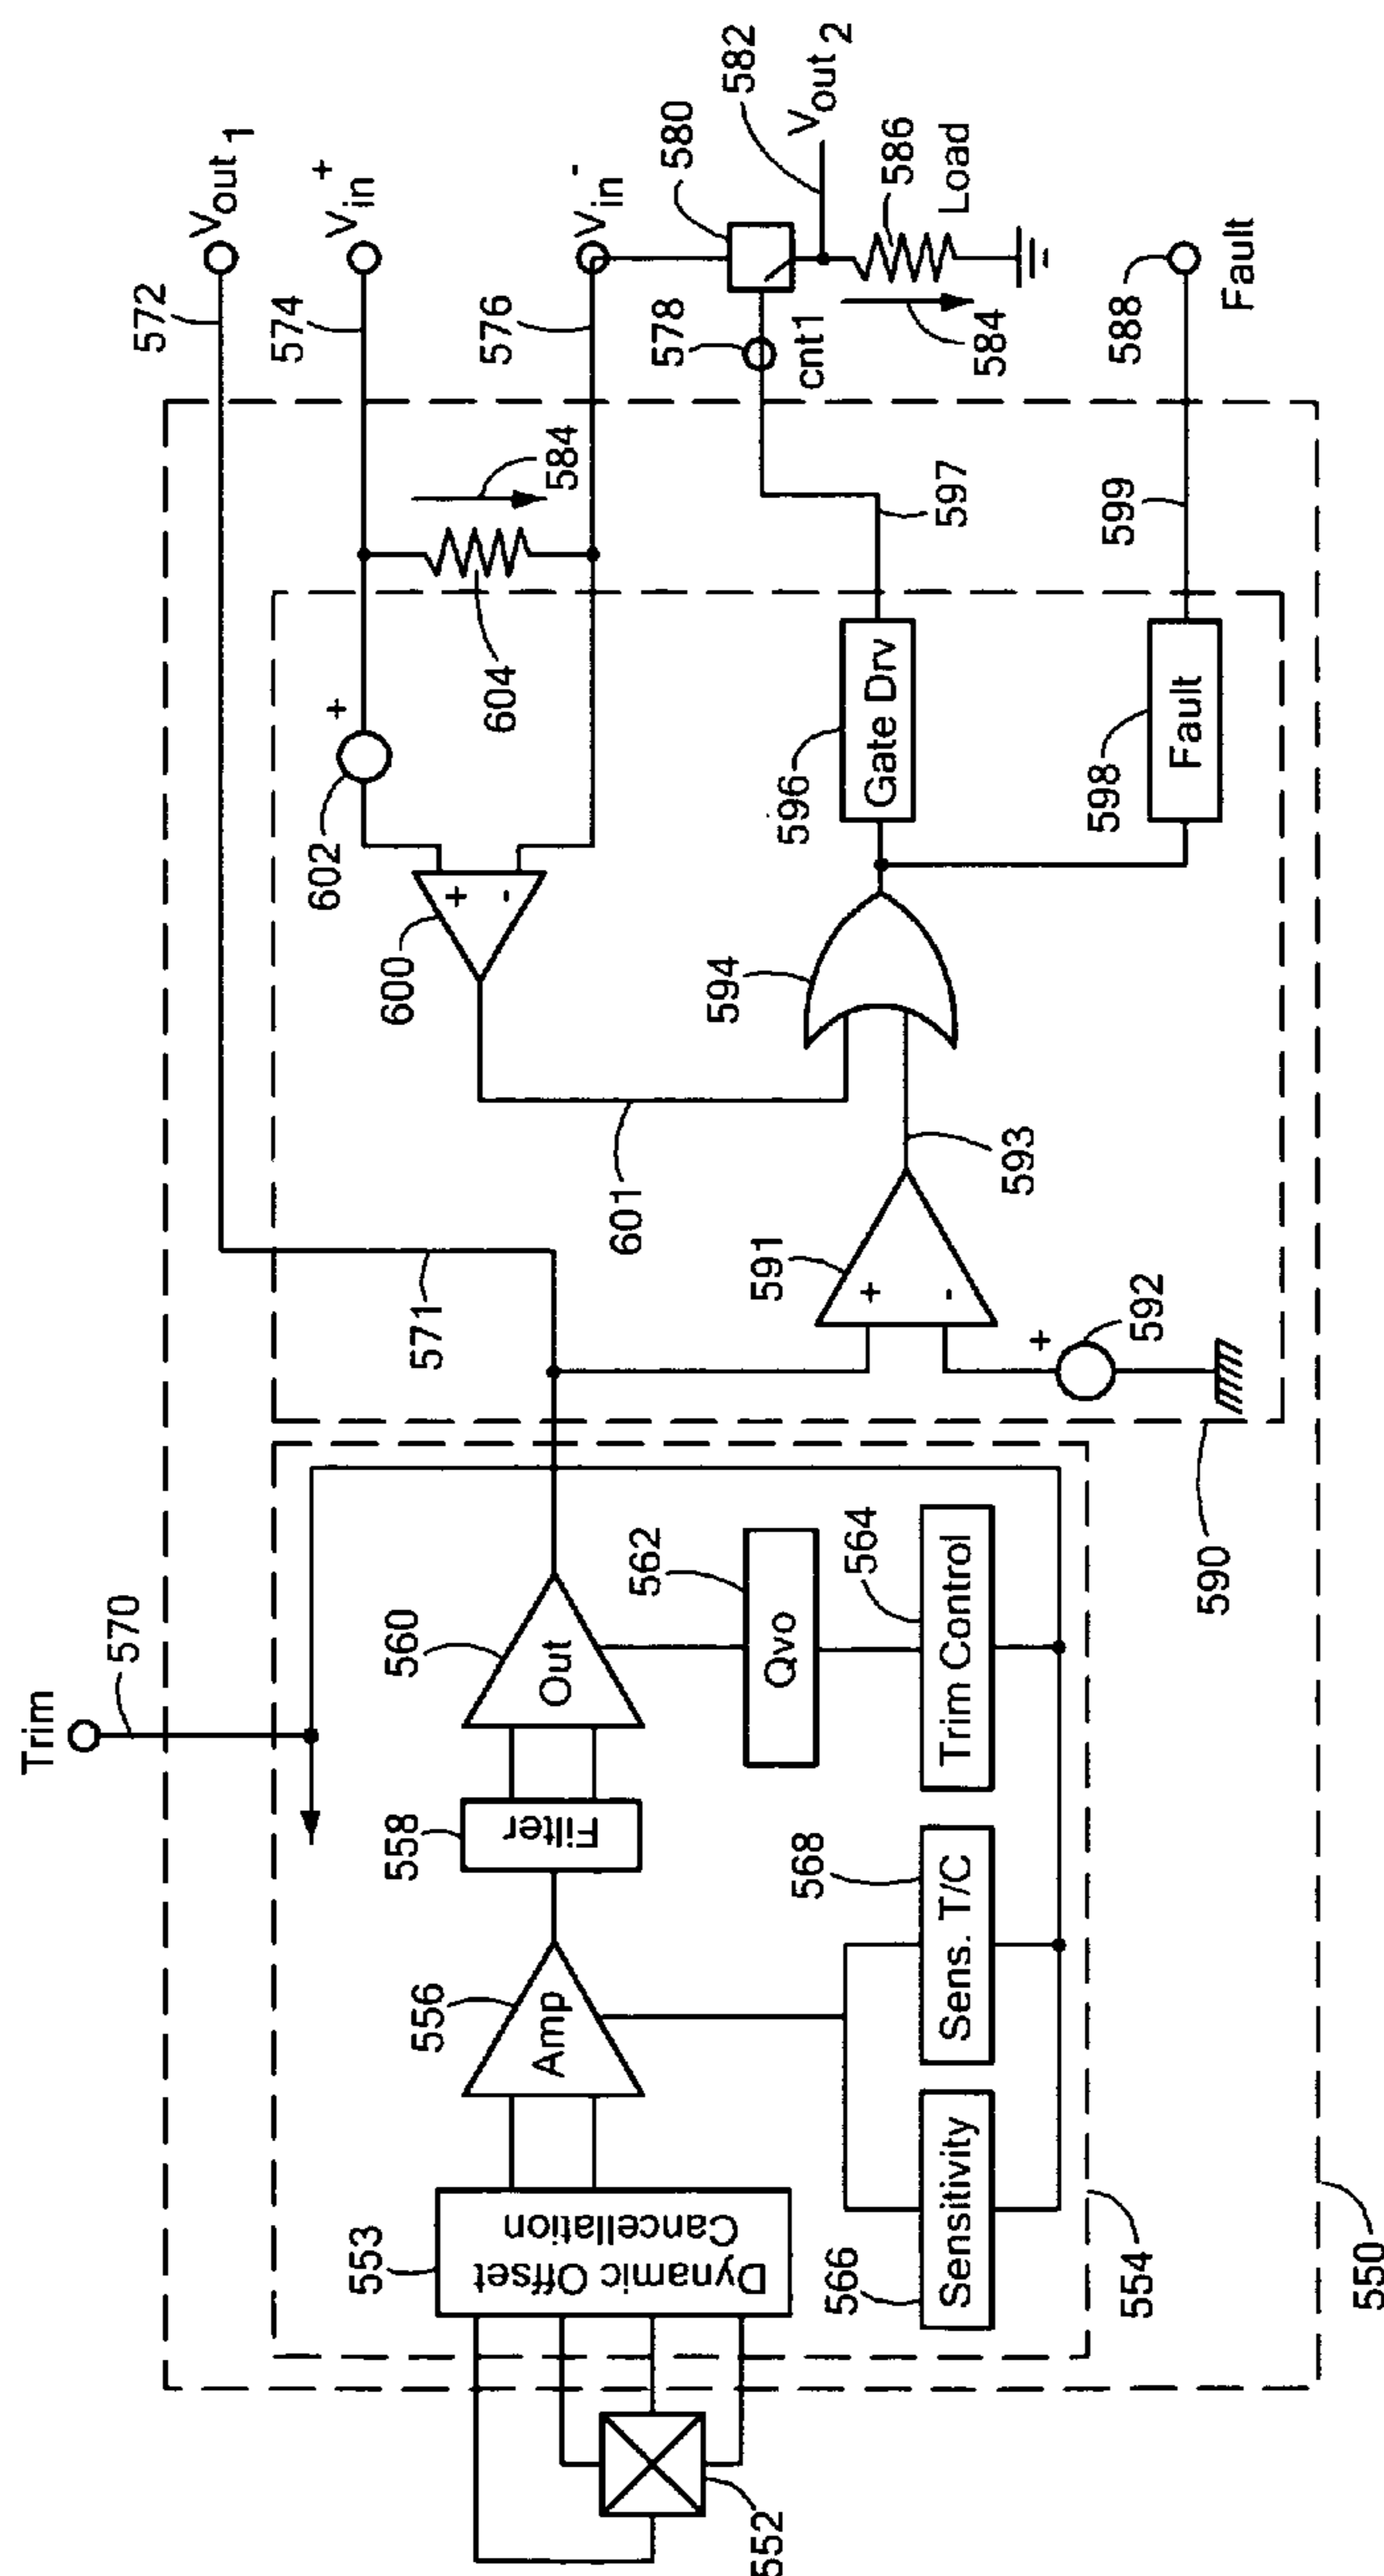 Trim
570
572
Vout 1
574
Vin +
576
Vin -
580
582
Vout 2
586
Load
584
578
cnt1
588
Fault
584
604
597
599
+
602
600
+
-
596
Gate Drv
598
Fault
594
601
593
571
591
+
-
+
592
590
560
Out
562
Qvo
564
Trim Control
558
Filter
556
Amp
568
Sens. T/C
566
Sensitivity
553
Dynamic Offset
Cancellation
554
552
550